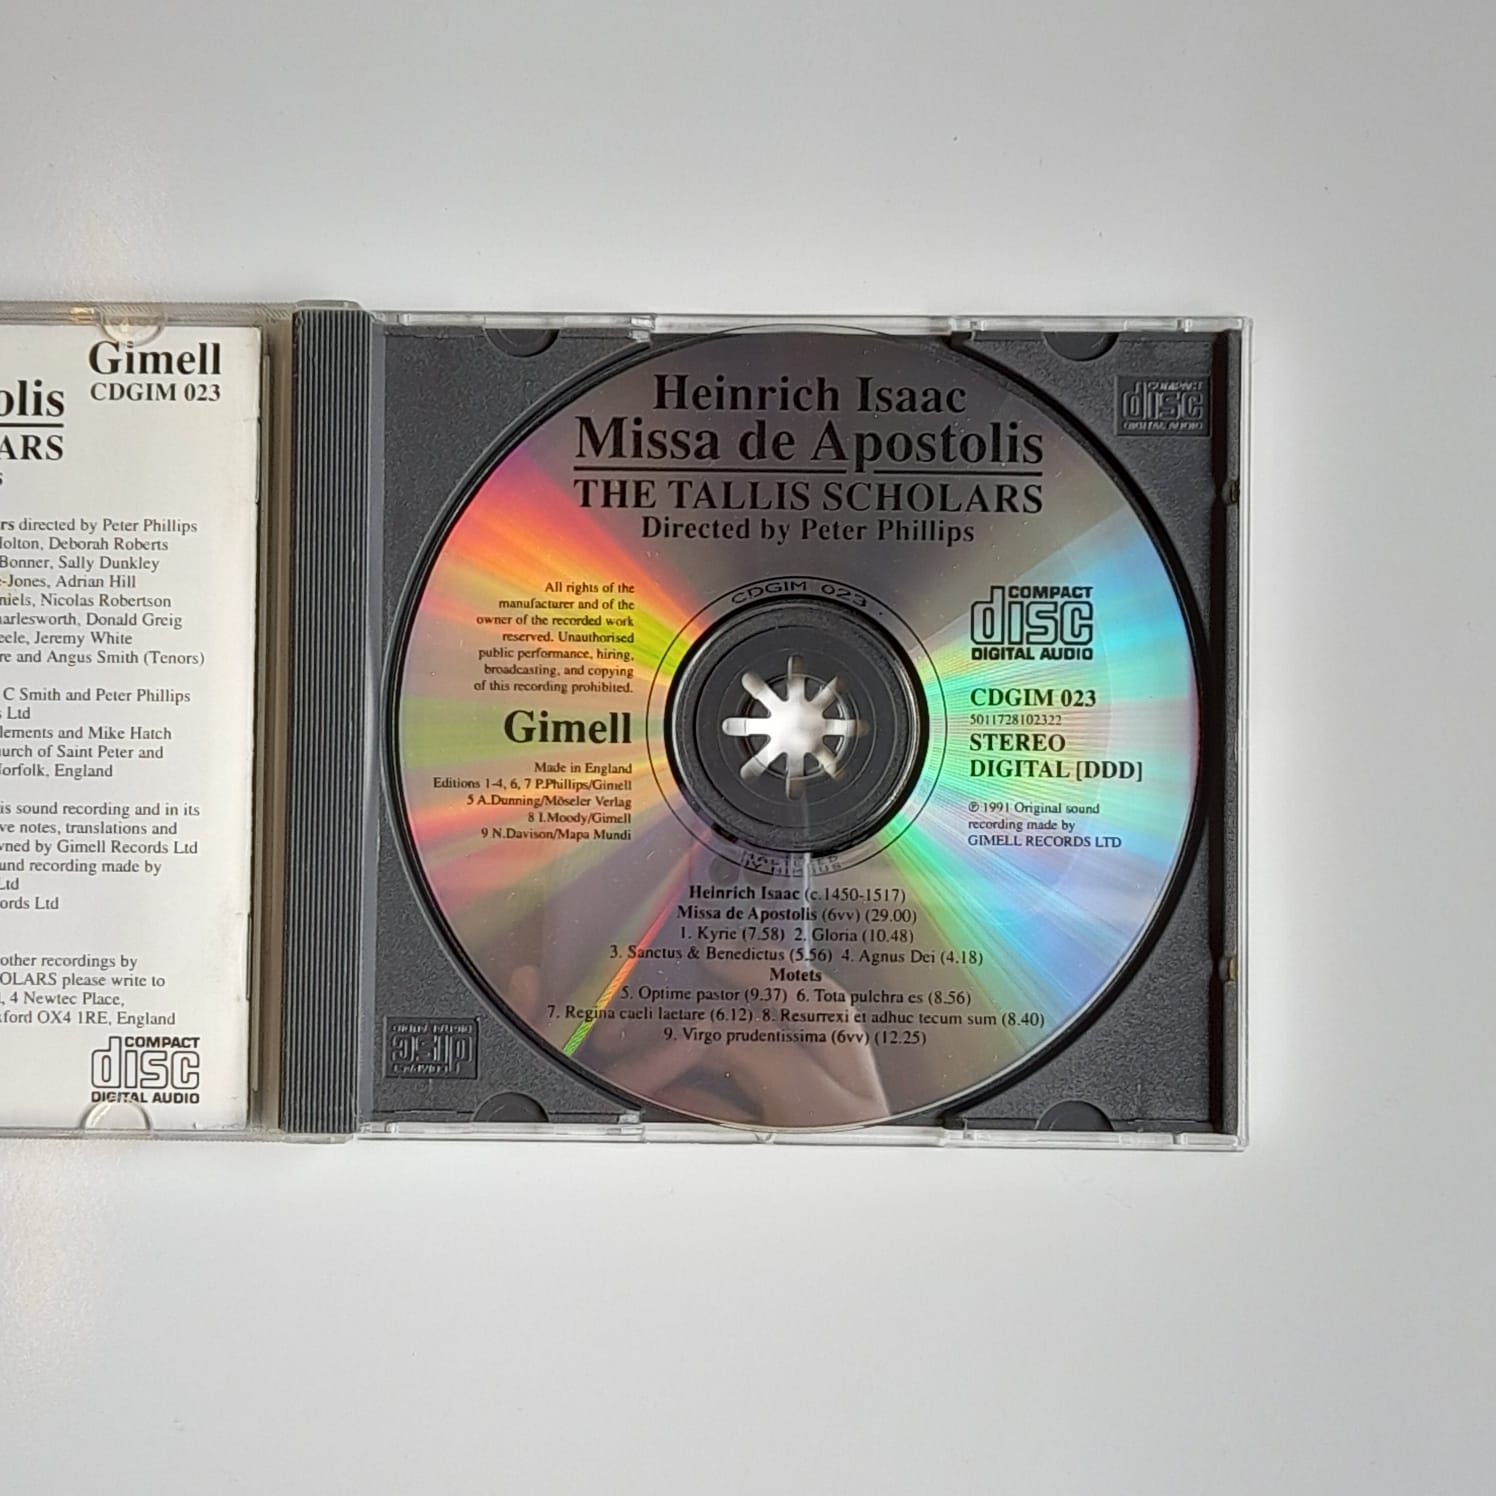 Gimell
CDGIM 023
olis
ARS
rs directed by Peter Phillips
Holton, Deborah Roberts
Bonner, Sally Dunkley
-Jones, Adrian Hill
niels, Nicolas Robertson
arlesworth, Donald Greig
eele, Jeremy White
re and Angus Smith (Tenors)
C Smith and Peter Phillips
s Ltd
lements and Mike Hatch
urch of Saint Peter and
Norfolk, England
is sound recording and in its
ve notes, translations and
wned by Gimell Records Ltd
und recording made by
Ltd
ords Ltd
other recordings by
OLARS please write to
, 4 Newtec Place,
ford OX4 1RE, England
COMPACT
disc
DIGITAL AUDIO
Heinrich Isaac
Missa de Apostolis
THE TALLIS SCHOLARS
Directed by Peter Phillips
All rights of the
manufacturer and of the
owner of the recorded work
reserved. Unauthorised
public performance, hiring,
broadcasting, and copying
of this recording prohibited.
Gimell
Made in England
Editions 1-4, 6, 7 P.Phillips/Gimell
5 A.Dunning/Möseler Verlag
8 I.Moody/Gimell
9 N.Davison/Mapa Mundi
CDGIM 023
COMPACT
disc
DIGITAL AUDIO
CDGIM 023
5011728102322
STEREO
DIGITAL [DDD]
℗ 1991 Original sound
recording made by
GIMELL RECORDS LTD
Heinrich Isaac (c.1450-1517)
Missa de Apostolis (6vv) (29.00)
1. Kyrie (7.58) 2. Gloria (10.48)
3. Sanctus & Benedictus (5.56) 4. Agnus Dei (4.18)
Motets
5. Optime pastor (9.37) 6. Tota pulchra es (8.56)
7. Regina caeli laetare (6.12) 8. Resurrexi et adhuc tecum sum (8.40)
9. Virgo prudentissima (6vv) (12.25)
COMPACT
disc
DIGITAL AUDIO
COMPACT
disc
DIGITAL AUDIO